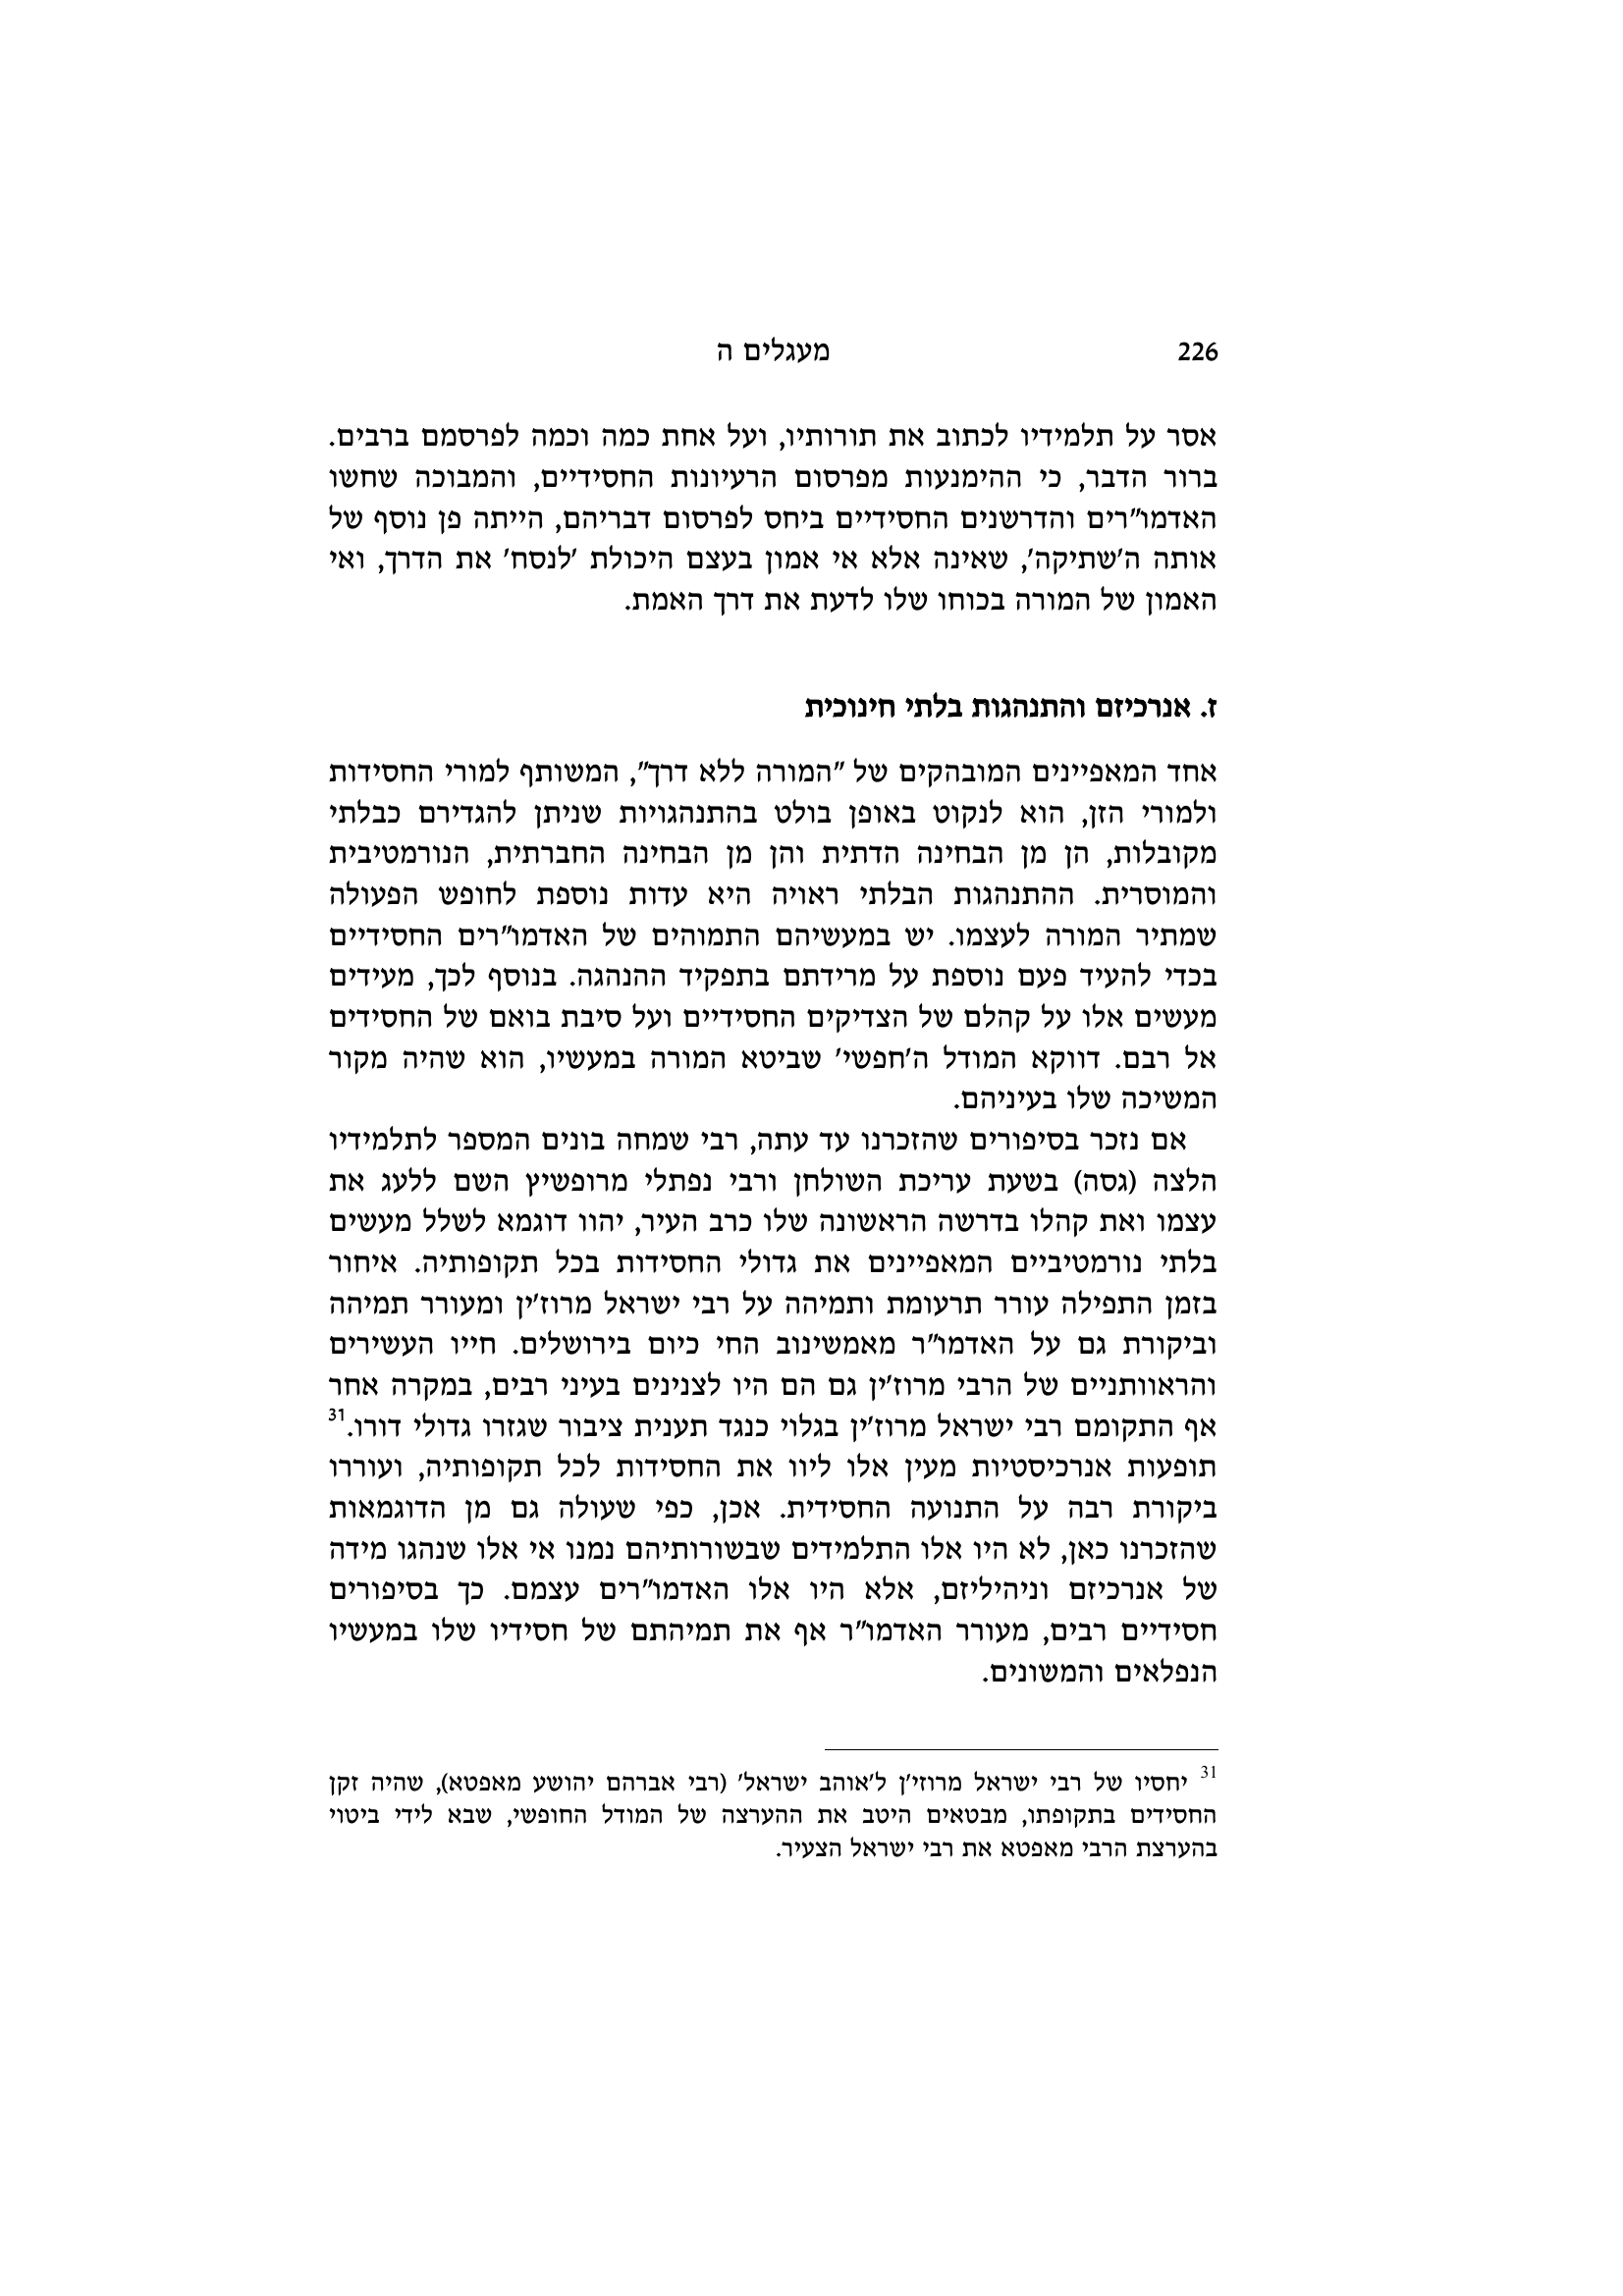 226 מעגלים ה
אסר על תלמידיו לכתוב את תורותיו, ועל אחת כמה וכמה לפרסמם ברבים.
ברור הדבר, כי ההימנעות מפרסום הרעיונות החסידיים, והמבוכה שחשו
האדמו"רים והדרשנים החסידיים ביחס לפרסום דבריהם, הייתה פן נוסף של
אותה ה'שתיקה', שאינה אלא אי אמון בעצם היכולת 'לנסח' את הדרך, ואי
האמון של המורה בכוחו שלו לדעת את דרך האמת.
ז. אנרכיזם והתנהגות בלתי חינוכית
אחד המאפיינים המובהקים של "המורה ללא דרך", המשותף למורי החסידות
ולמורי הזן, הוא לנקוט באופן בולט בהתנהגויות שניתן להגדירם כבלתי
מקובלות, הן מן הבחינה הדתית והן מן הבחינה החברתית, הנורמטיבית
והמוסרית. ההתנהגות הבלתי ראויה היא עדות נוספת לחופש הפעולה
שמתיר המורה לעצמו. יש במעשיהם התמוהים של האדמו"רים החסידיים
בכדי להעיד פעם נוספת על מרידתם בתפקיד ההנהגה. בנוסף לכך, מעידים
מעשים אלו על קהלם של הצדיקים החסידיים ועל סיבת בואם של החסידים
אל רבם. דווקא המודל ה'חפשי' שביטא המורה במעשיו, הוא שהיה מקור
המשיכה שלו בעיניהם.
אם נזכר בסיפורים שהזכרנו עד עתה, רבי שמחה בונים המספר לתלמידיו
הלצה (גסה) בשעת עריכת השולחן ורבי נפתלי מרופשיץ השם ללעג את
עצמו ואת קהלו בדרשה הראשונה שלו כרב העיר, יהוו דוגמא לשלל מעשים
בלתי נורמטיביים המאפיינים את גדולי החסידות בכל תקופותיה. איחור
בזמן התפילה עורר תרעומת ותמיהה על רבי ישראל מרוז'ין ומעורר תמיהה
וביקורת גם על האדמו"ר מאמשינוב החי כיום בירושלים. חייו העשירים
והראוותניים של הרבי מרוז'ין גם הם היו לצנינים בעיני רבים, במקרה אחר
אף התקומם רבי ישראל מרוז'ין בגלוי כנגד תענית ציבור שגזרו גדולי דורו.31
תופעות אנרכיסטיות מעין אלו ליוו את החסידות לכל תקופותיה, ועוררו
ביקורת רבה על התנועה החסידית. אכן, כפי שעולה גם מן הדוגמאות
שהזכרנו כאן, לא היו אלו התלמידים שבשורותיהם נמנו אי אלו שנהגו מידה
של אנרכיזם וניהיליזם, אלא היו אלו האדמו"רים עצמם. כך בסיפורים
חסידיים רבים, מעורר האדמו"ר אף את תמיהתם של חסידיו שלו במעשיו
הנפלאים והמשונים.
31 יחסיו של רבי ישראל מרוזי'ן ל'אוהב ישראל' (רבי אברהם יהושע מאפטא), שהיה זקן
החסידים בתקופתו, מבטאים היטב את ההערצה של המודל החופשי, שבא לידי ביטוי
בהערצת הרבי מאפטא את רבי ישראל הצעיר.